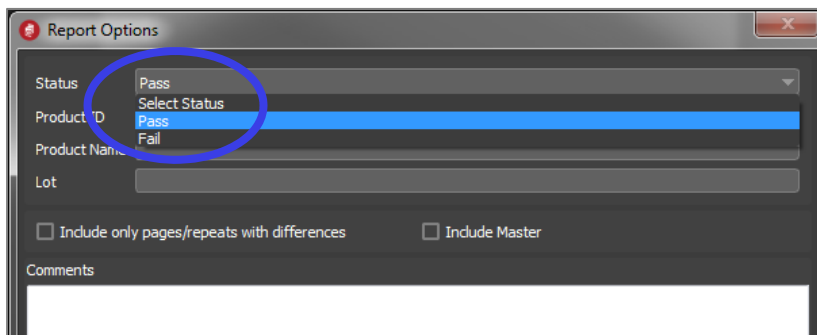 Report Options
Status Pass
Select Status
Product ID Pass
Fail
Product Name
Lot
Include only pages/repeats with differences Include Master
Comments